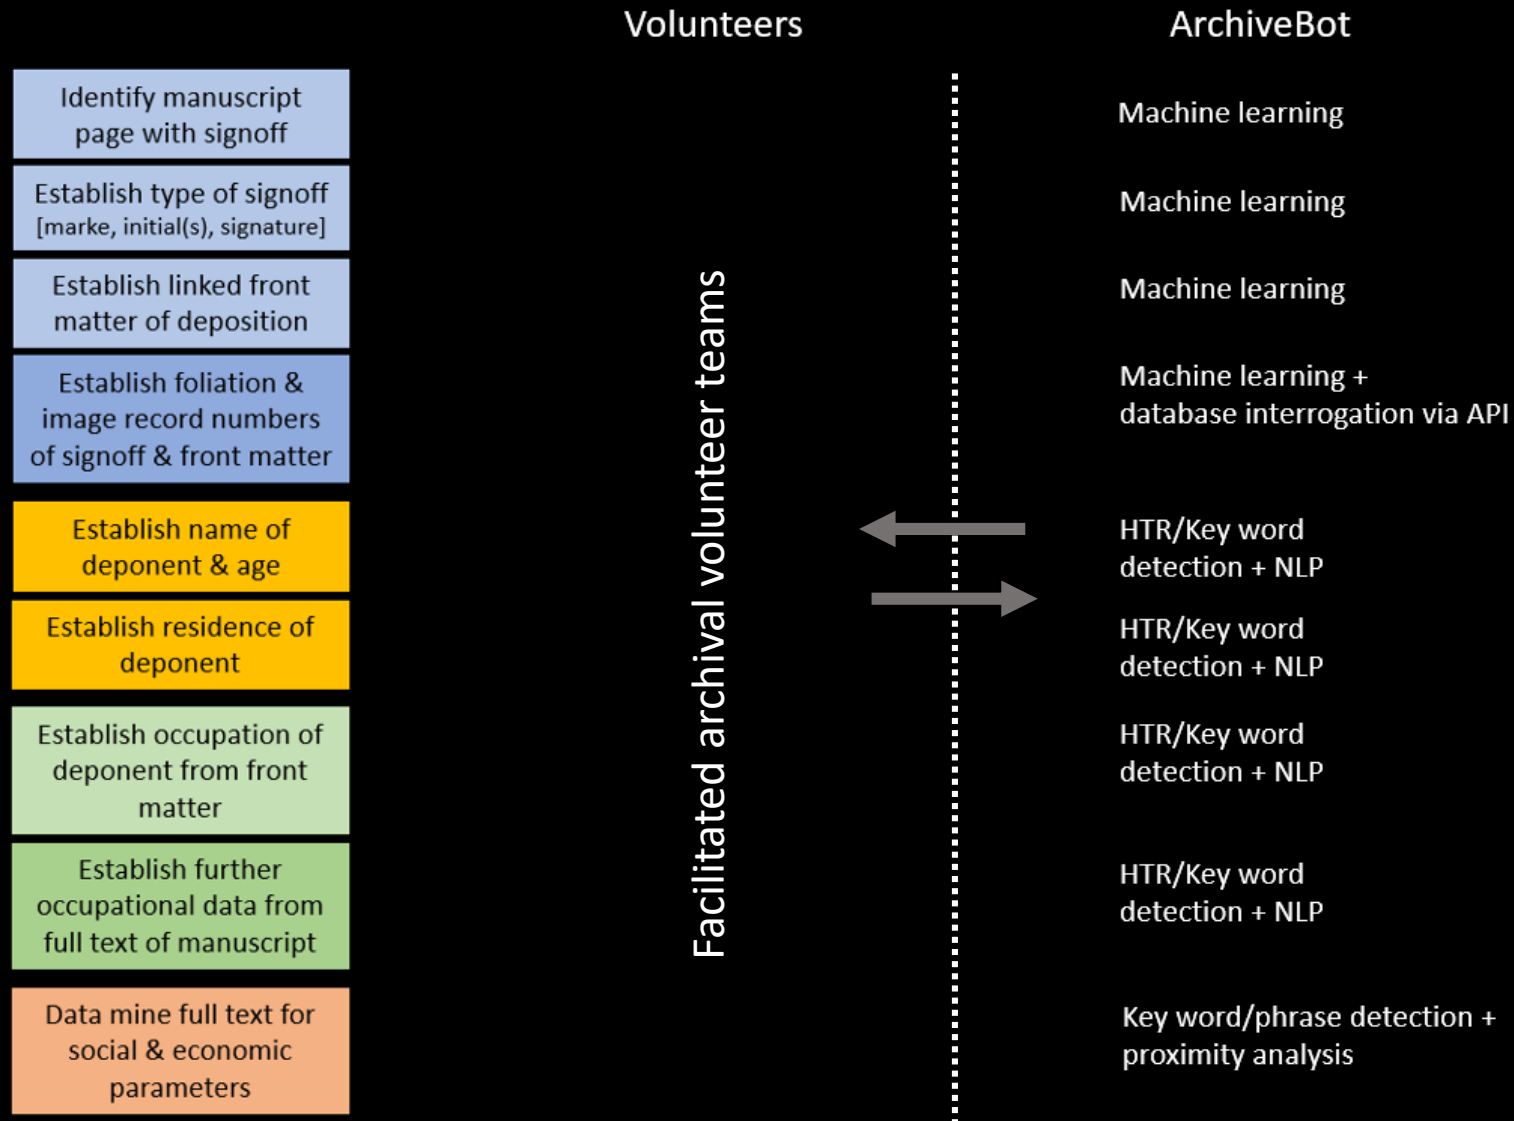 Volunteers
ArchiveBot
Identify manuscript
page with signoff
Machine learning
Establish type of signoff
[marke, initial(s), signature]
Machine learning
Establish linked front
matter of deposition
Machine learning
Establish foliation &
image record numbers
of signoff & front matter
Machine learning +
database interrogation via API
Establish name of
deponent & age
HTR/Key word
detection + NLP
Establish residence of
deponent
HTR/Key word
detection + NLP
Establish occupation of
deponent from front
matter
HTR/Key word
detection + NLP
Establish further
occupational data from
full text of manuscript
HTR/Key word
detection + NLP
Data mine full text for
social & economic
parameters
Key word/phrase detection +
proximity analysis
Facilitated archival volunteer teams